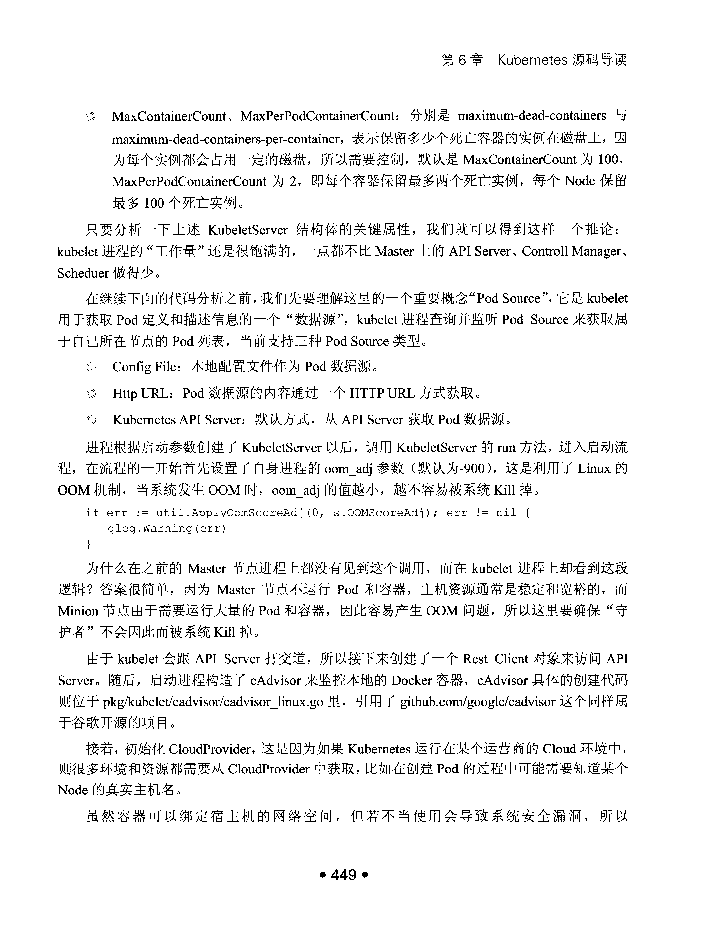 第 6 章 Kubernetes 源码导读
MaxContainerCount、MaxPerPodContainerCount：分别是 maximum-dead-containers 与
maximum-dead-containers-per-container，表示保留多少个死亡容器的实例在磁盘上，因
为每个实例都会占用一定的磁盘，所以需要控制，默认是 MaxContainerCount 为 100，
MaxPerPodContainerCount 为 2，即每个容器保留最多两个死亡实例，每个 Node 保留
最多 100 个死亡实例。
只要分析一下上述 KubeletServer 结构体的关键属性，我们就可以得到这样一个推论：
kubelet 进程的“工作量”还是很饱满的，一点都不比 Master 上的 API Server、Controll Manager、
Scheduer 做得少。
在继续下面的代码分析之前，我们先要理解这里的一个重要概念“Pod Source”，它是 kubelet
用于获取 Pod 定义和描述信息的一个“数据源”，kubelet 进程查询并监听 Pod Source 来获取属
于自己所在节点的 Pod 列表，当前支持三种 Pod Source 类型。
Config File：本地配置文件作为 Pod 数据源。
Http URL：Pod 数据源的内容通过一个 HTTP URL 方式获取。
Kubernetes API Server：默认方式，从 API Server 获取 Pod 数据源。
进程根据启动参数创建了 KubeletServer 以后，调用 KubeletServer 的 run 方法，进入启动流
程，在流程的一开始首先设置了自身进程的 oom_adj 参数（默认为-900），这是利用了 Linux 的
OOM 机制，当系统发生 OOM 时，oom_adj 的值越小，越不容易被系统 Kill 掉。
if err := util.ApplyOomScoreAdj(0, s.OOMScoreAdj); err != nil {
glog.Warning(err)
}
为什么在之前的 Master 节点进程上都没有见到这个调用，而在 kubelet 进程上却看到这段
逻辑？答案很简单，因为 Master 节点不运行 Pod 和容器，主机资源通常是稳定和宽裕的，而
Minion 节点由于需要运行大量的 Pod 和容器，因此容易产生 OOM 问题，所以这里要确保“守
护者”不会因此而被系统 Kill 掉。
由于 kubelet 会跟 API Server 打交道，所以接下来创建了一个 Rest Client 对象来访问 API
Server。随后，启动进程构造了 cAdvisor 来监控本地的 Docker 容器，cAdvisor 具体的创建代码
则位于 pkg/kubelet/cadvisor/cadvisor_linux.go 里，引用了 github.com/google/cadvisor 这个同样属
于谷歌开源的项目。
接着，初始化 CloudProvider，这是因为如果 Kubernetes 运行在某个运营商的 Cloud 环境中，
则很多环境和资源都需要从 CloudProvider 中获取，比如在创建 Pod 的过程中可能需要知道某个
Node 的真实主机名。
虽然容器可以绑定宿主机的网络空间，但若不当使用会导致系统安全漏洞，所以
• 449 •